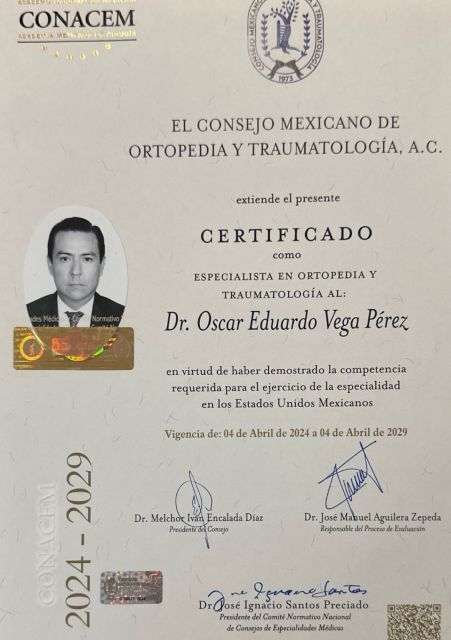 CONACEM
CONSEJO MEXICANO
Y TRAUMATOLOGÍA
1973
EL CONSEJO MEXICANO DE
ORTOPEDIA Y TRAUMATOLOGÍA, A.C.
extiende el presente
CERTIFICADO
como
ESPECIALISTA EN ORTOPEDIA Y
TRAUMATOLOGÍA AL:
Dr. Oscar Eduardo Vega Pérez
en virtud de haber demostrado la competencia
requerida para el ejercicio de la especialidad
en los Estados Unidos Mexicanos
Vigencia de: 04 de Abril de 2024 a 04 de Abril de 2029
Dr. Melchor Iván Encalada Díaz
Presidente del Consejo
Dr. José Manuel Aguilera Zepeda
Responsable del Proceso de Evaluación
CONACEM
2024 - 2029
Dr. José Ignacio Santos Preciado
Presidente del Comité Normativo Nacional
de Consejos de Especialidades Médicas